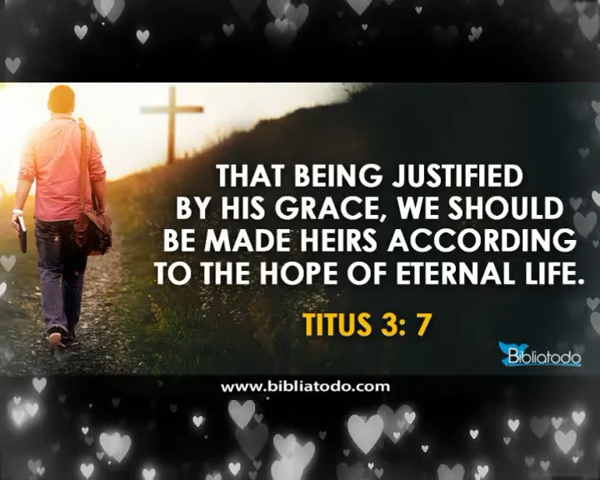 THAT BEING JUSTIFIED
BY HIS GRACE, WE SHOULD
BE MADE HEIRS ACCORDING
TO THE HOPE OF ETERNAL LIFE.
TITUS 3: 7
Bibliatodo
www.bibliatodo.com